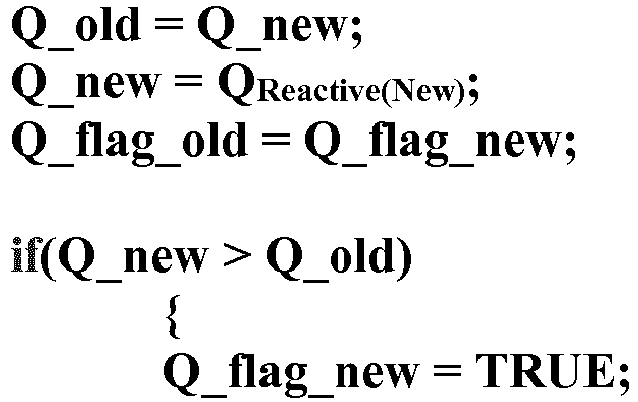 Q_old = Q_new;
Q_new = QReactive(New);
Q_flag_old = Q_flag_new;
if(Q_new > Q_old)
{
Q_flag_new = TRUE;